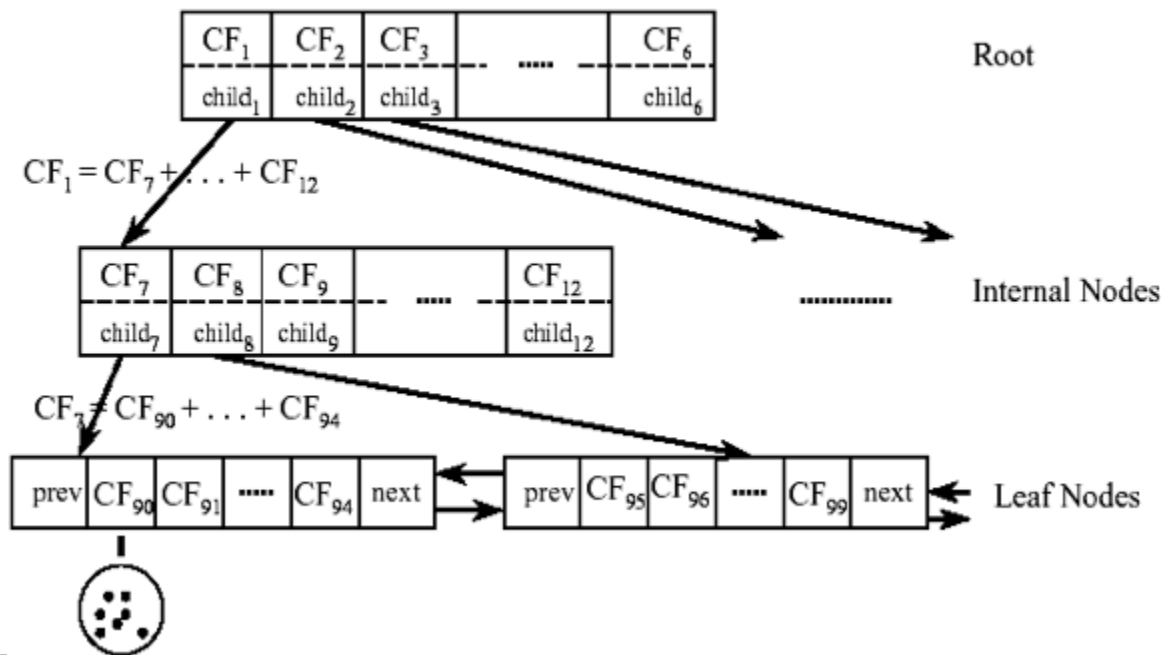 CF₁ CF₂ CF₃ ..... CF₆ Root
child₁ child₂ child₃ child₆
CF₁ = CF₇ + . . . + CF₁₂
CF₇ CF₈ CF₉ ..... CF₁₂ .............. Internal Nodes
child₇ child₈ child₉ child₁₂
CF₇ = CF₉₀ + . . . + CF₉₄
prev CF₉₀ CF₉₁ ..... CF₉₄ next prev CF₉₅ CF₉₆ ..... CF₉₉ next Leaf Nodes